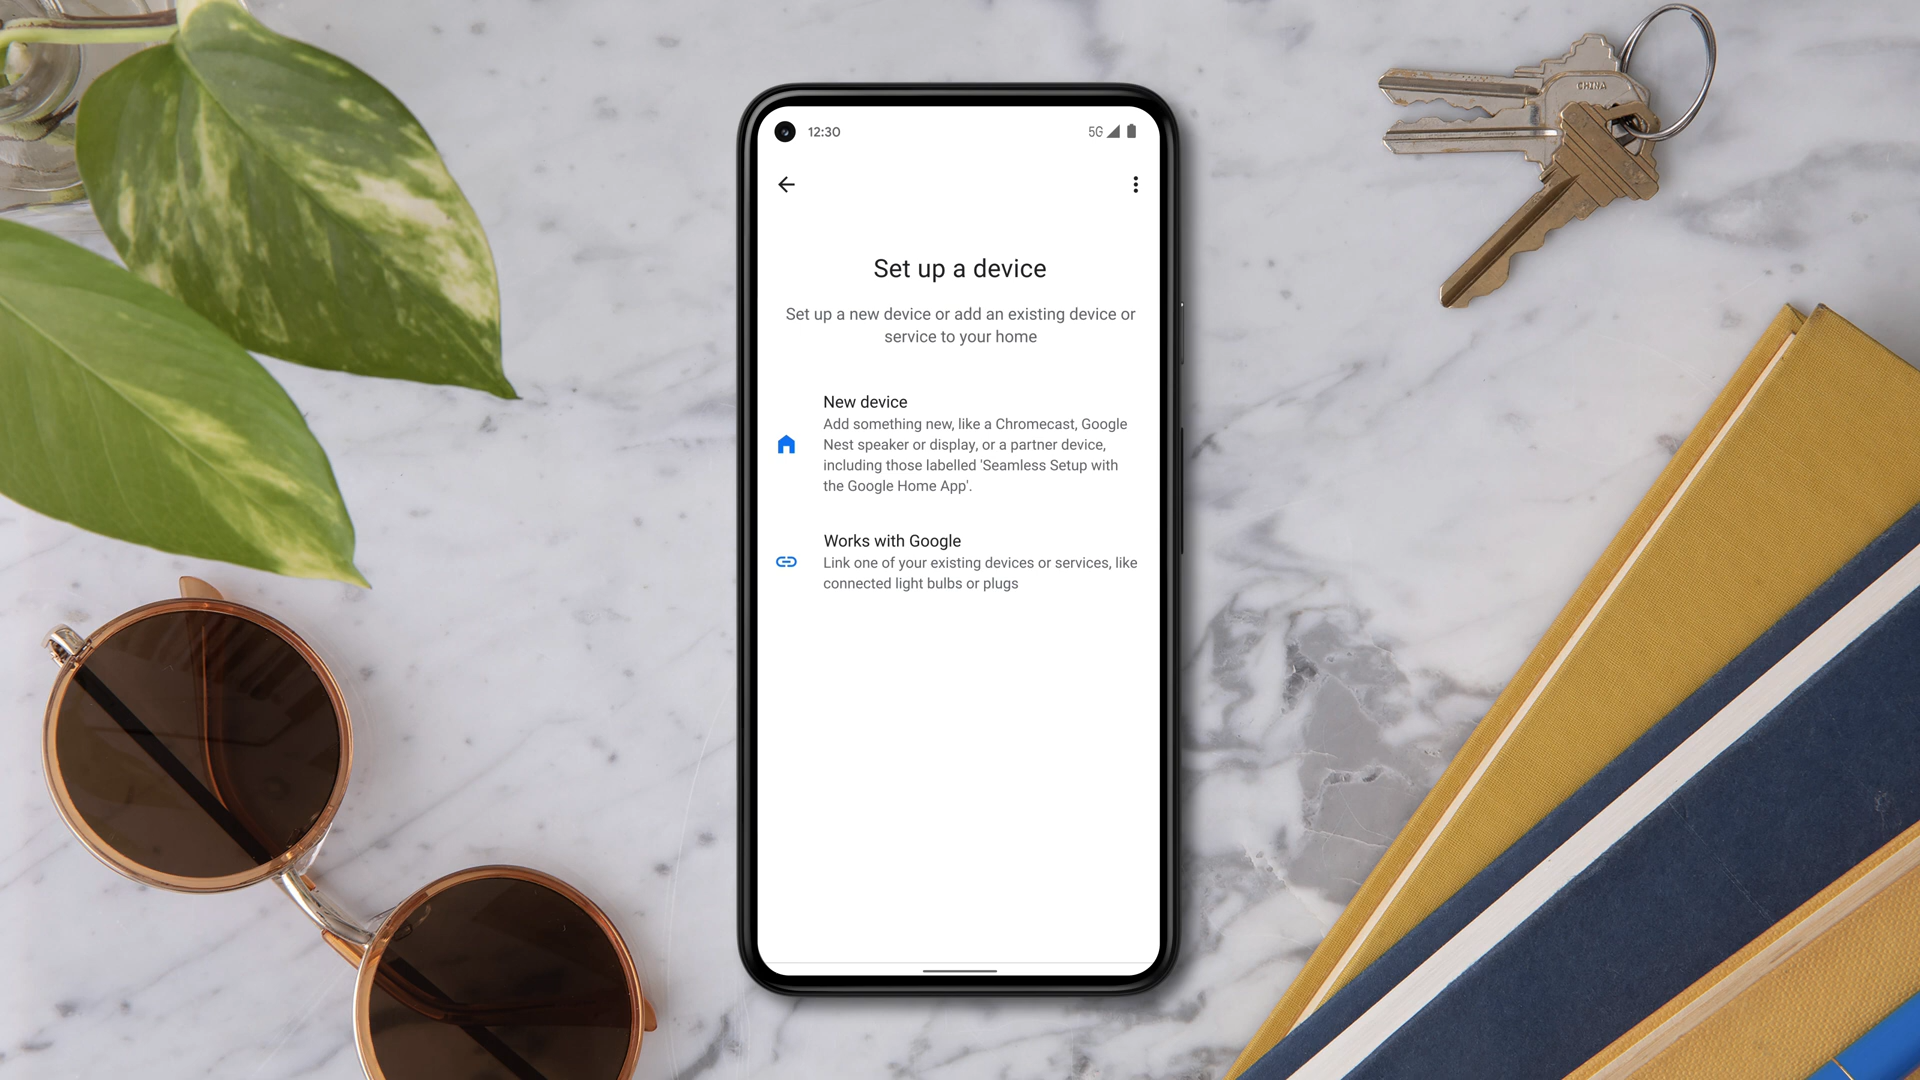 12:30
5G
CHINA
Set up a device
Set up a new device or add an existing device or
service to your home
New device
Add something new, like a Chromecast, Google
Nest speaker or display, or a partner device,
including those labelled 'Seamless Setup with
the Google Home App'.
Works with Google
Link one of your existing devices or services, like
connected light bulbs or plugs